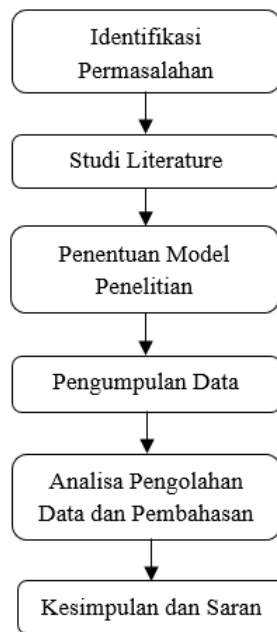 Identifikasi
Permasalahan
Studi Literature
Penentuan Model
Penelitian
Pengumpulan Data
Analisa Pengolahan
Data dan Pembahasan
Kesimpulan dan Saran